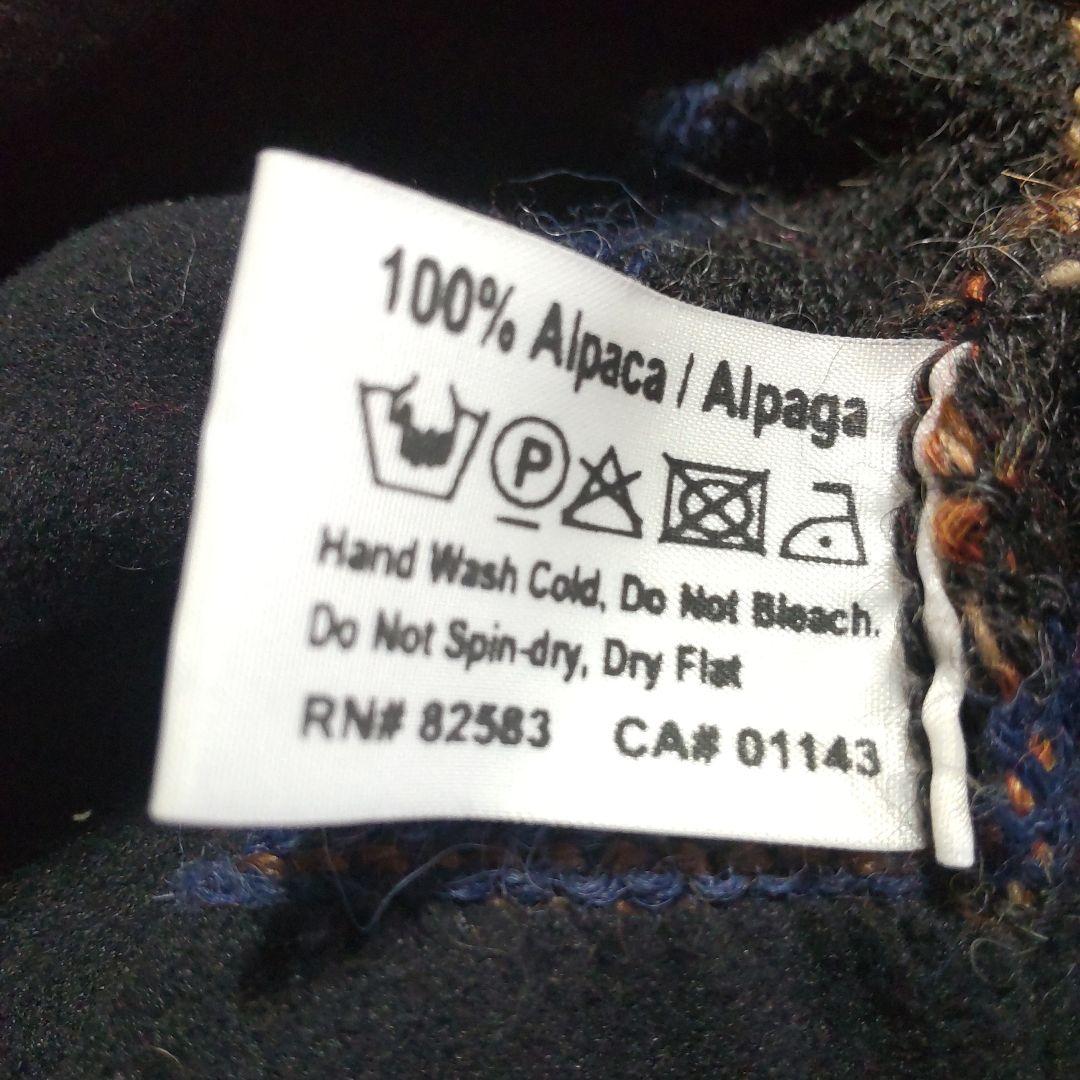 100% Alpaca / Alpaga
P
Hand Wash Cold, Do Not Bleach.
Do Not Spin-dry, Dry Flat
RN# 82583 CA# 01143